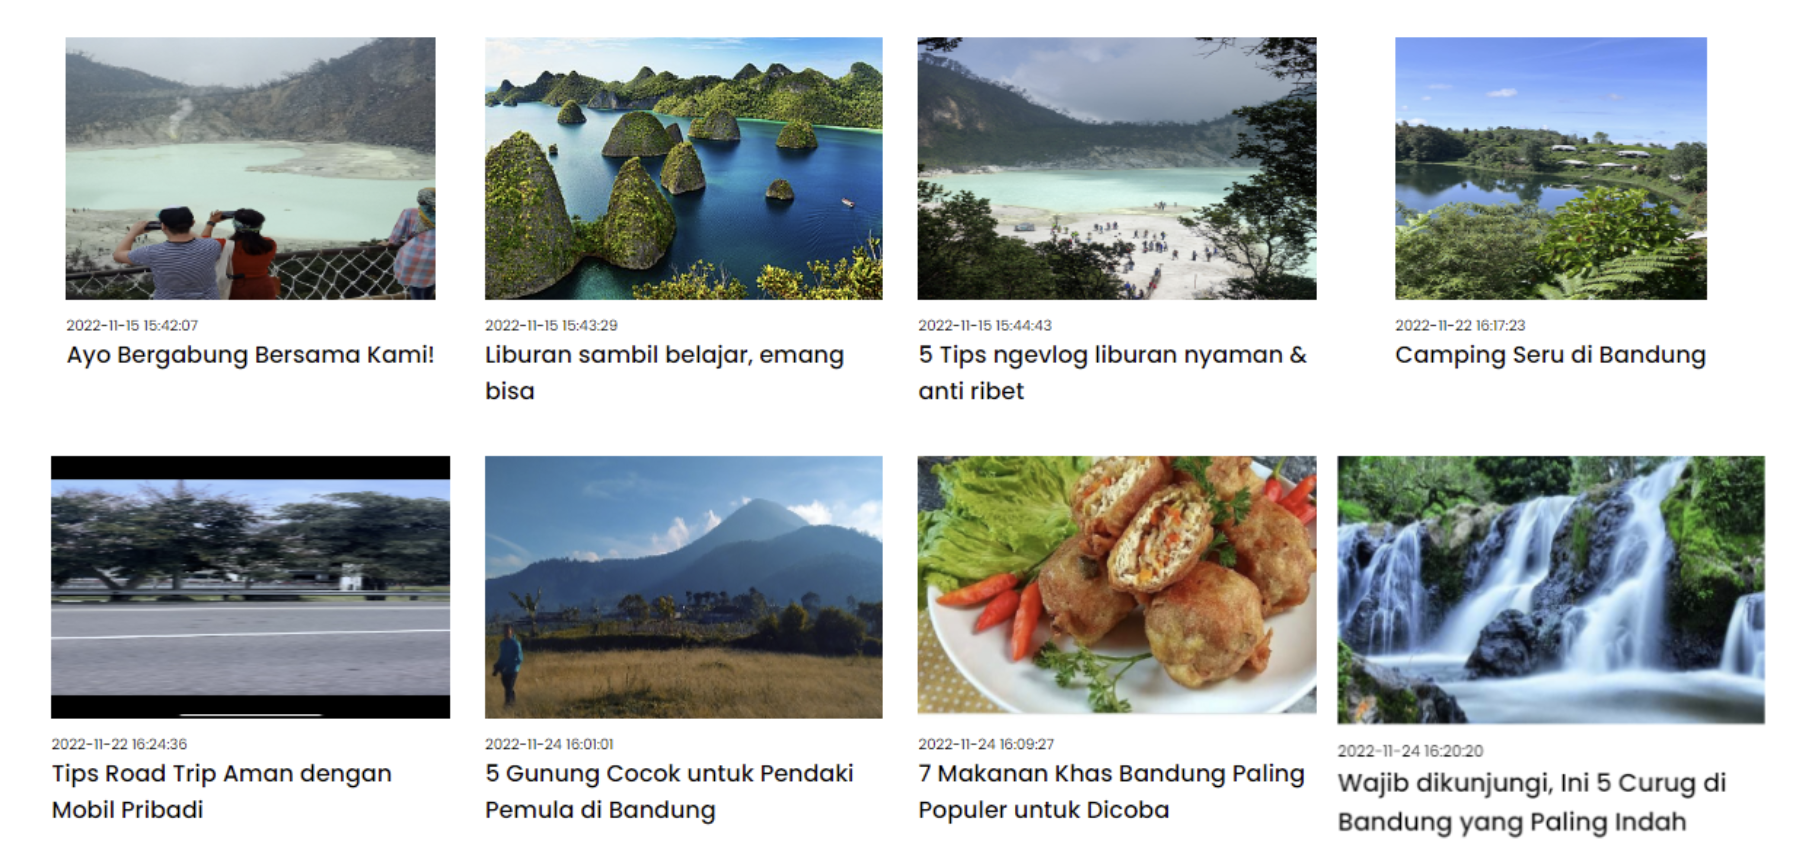 2022-11-15 15:42:07
Ayo Bergabung Bersama Kami!
2022-11-15 15:43:29
Liburan sambil belajar, emang
bisa
2022-11-15 15:44:43
5 Tips ngevlog liburan nyaman &
anti ribet
2022-11-22 16:17:23
Camping Seru di Bandung
2022-11-22 16:24:36
Tips Road Trip Aman dengan
Mobil Pribadi
2022-11-24 16:01:01
5 Gunung Cocok untuk Pendaki
Pemula di Bandung
2022-11-24 16:09:27
7 Makanan Khas Bandung Paling
Populer untuk Dicoba
2022-11-24 16:20:20
Wajib dikunjungi, Ini 5 Curug di
Bandung yang Paling Indah